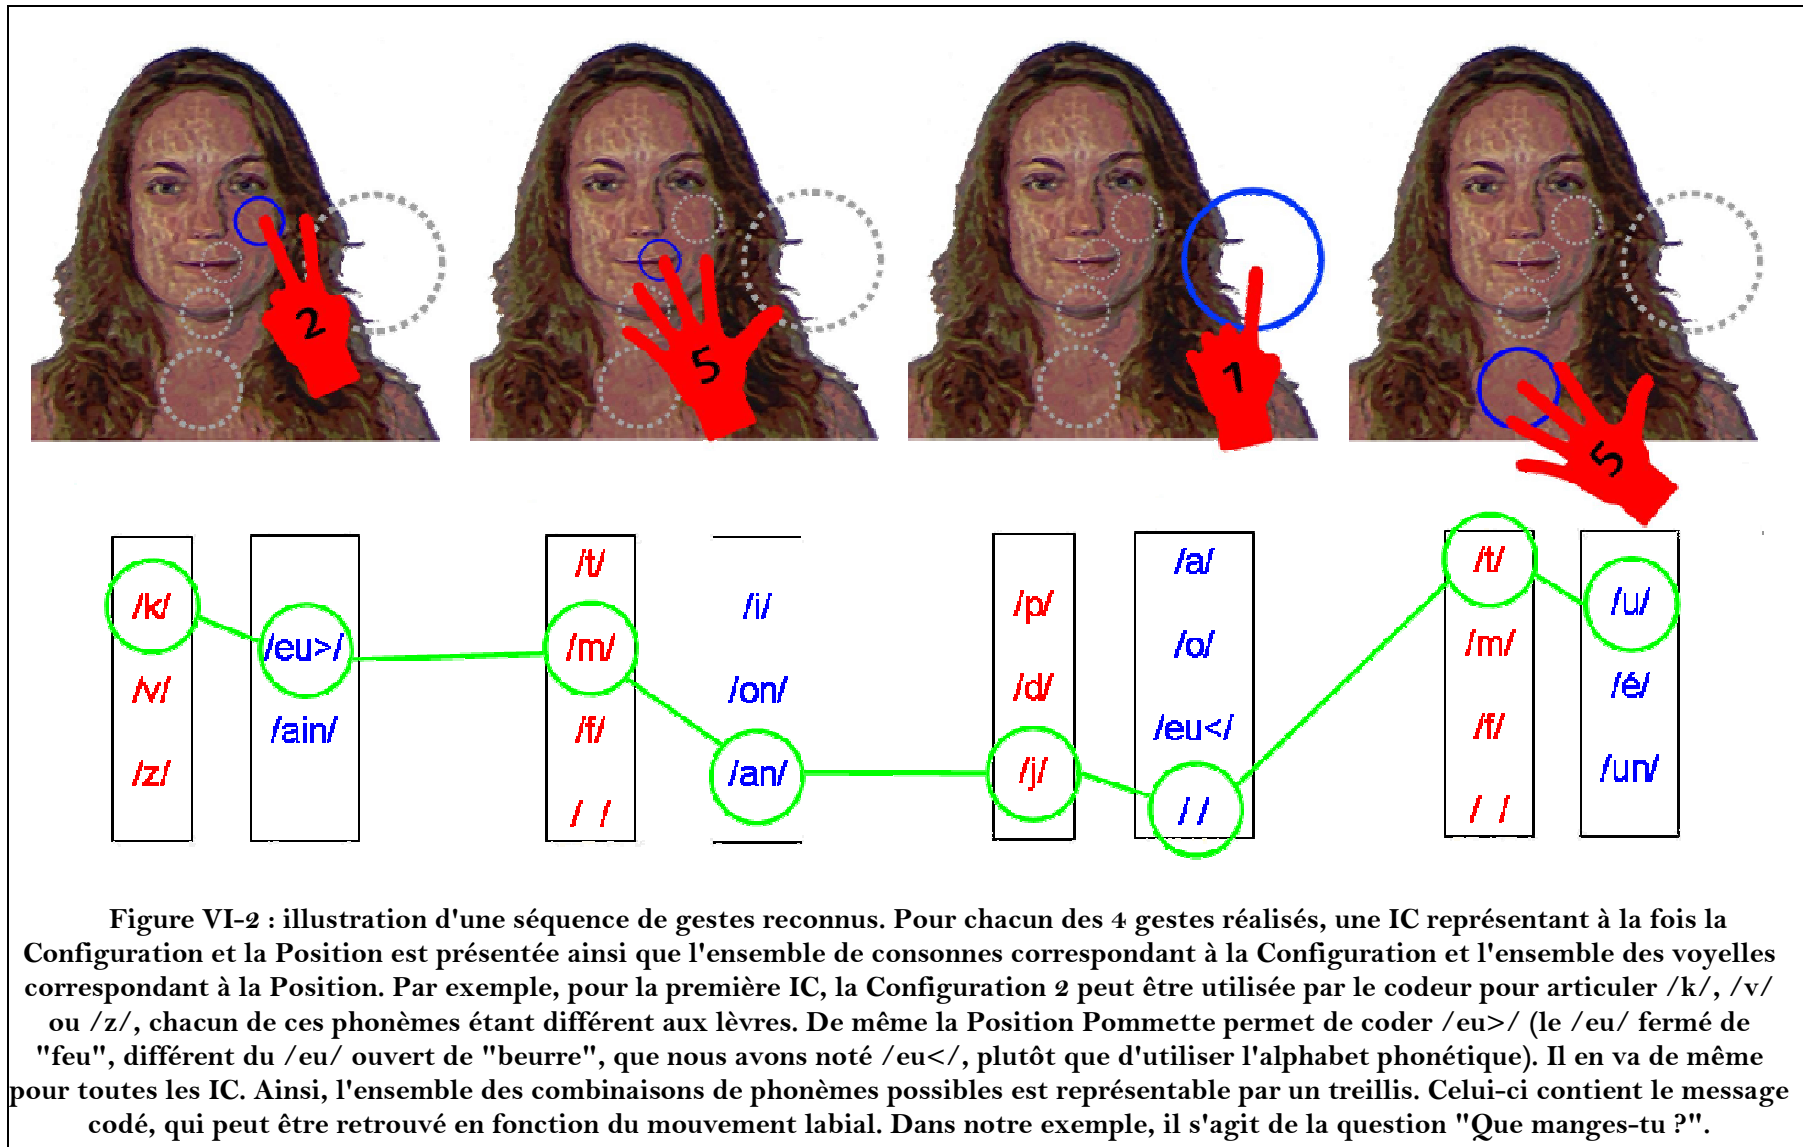 2
5
1
5
/k/
/v/
/z/
/eu>/
/ain/
/t/
/m/
/f/
/ /
/i/
/on/
/an/
/p/
/d/
/j/
/a/
/o/
/eu</
/ /
/t/
/m/
/f/
/ /
/u/
/é/
/un/
Figure VI-2 : illustration d'une séquence de gestes reconnus. Pour chacun des 4 gestes réalisés, une IC représentant à la fois la
Configuration et la Position est présentée ainsi que l'ensemble de consonnes correspondant à la Configuration et l'ensemble des voyelles
correspondant à la Position. Par exemple, pour la première IC, la Configuration 2 peut être utilisée par le codeur pour articuler /k/, /v/
ou /z/, chacun de ces phonèmes étant différent aux lèvres. De même la Position Pommette permet de coder /eu>/ (le /eu/ fermé de
"feu", différent du /eu/ ouvert de "beurre", que nous avons noté /eu</, plutôt que d'utiliser l'alphabet phonétique). Il en va de même
pour toutes les IC. Ainsi, l'ensemble des combinaisons de phonèmes possibles est représentable par un treillis. Celui-ci contient le message
codé, qui peut être retrouvé en fonction du mouvement labial. Dans notre exemple, il s'agit de la question "Que manges-tu ?".